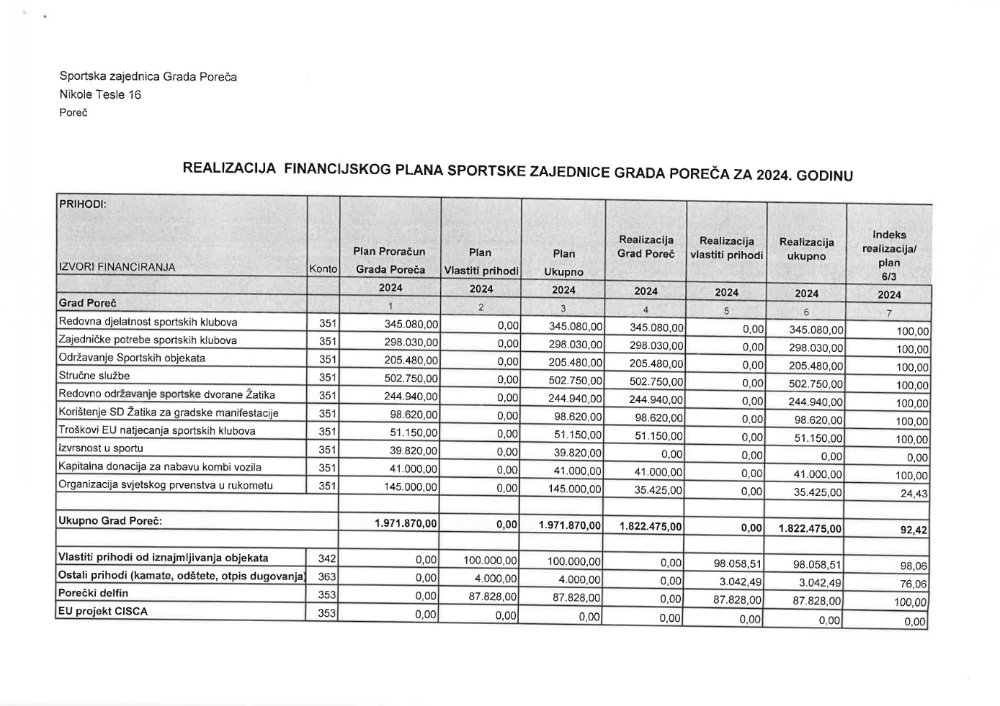 Sportska zajednica Grada Poreča
Nikole Tesle 16
Poreč
REALIZACIJA FINANCIJSKOG PLANA SPORTSKE ZAJEDNICE GRADA POREČA ZA 2024. GODINU
PRIHODI:
IZVORI FINANCIRANJA Konto Plan Proračun Grada Poreča Plan Vlastiti prihodi Plan Ukupno Realizacija Grad Poreč Realizacija vlastiti prihodi Realizacija ukupno Indeks realizacija/ plan 6/3
2024 2024 2024 2024 2024 2024 2024
Grad Poreč 1 2 3 4 5 6 7
Redovna djelatnost sportskih klubova 351 345.080,00 0,00 345.080,00 345.080,00 0,00 345.080,00 100,00
Zajedničke potrebe sportskih klubova 351 298.030,00 0,00 298.030,00 298.030,00 0,00 298.030,00 100,00
Održavanje Sportskih objekata 351 205.480,00 0,00 205.480,00 205.480,00 0,00 205.480,00 100,00
Stručne službe 351 502.750,00 0,00 502.750,00 502.750,00 0,00 502.750,00 100,00
Redovno održavanje sportske dvorane Žatika 351 244.940,00 0,00 244.940,00 244.940,00 0,00 244.940,00 100,00
Korištenje SD Žatika za gradske manifestacije 351 98.620,00 0,00 98.620,00 98.620,00 0,00 98.620,00 100,00
Troškovi EU natjecanja sportskih klubova 351 51.150,00 0,00 51.150,00 51.150,00 0,00 51.150,00 100,00
Izvrsnost u sportu 351 39.820,00 0,00 39.820,00 0,00 0,00 0,00 0,00
Kapitalna donacija za nabavu kombi vozila 351 41.000,00 0,00 41.000,00 41.000,00 0,00 41.000,00 100,00
Organizacija svjetskog prvenstva u rukometu 351 145.000,00 0,00 145.000,00 35.425,00 0,00 35.425,00 24,43
Ukupno Grad Poreč: 1.971.870,00 0,00 1.971.870,00 1.822.475,00 0,00 1.822.475,00 92,42
Vlastiti prihodi od iznajmljivanja objekata 342 0,00 100.000,00 100.000,00 0,00 98.058,51 98.058,51 98,06
Ostali prihodi (kamate, odštete, otpis dugovanja) 363 0,00 4.000,00 4.000,00 0,00 3.042,49 3.042,49 76,06
Porečki delfin 353 0,00 87.828,00 87.828,00 0,00 87.828,00 87.828,00 100,00
EU projekt CISCA 353 0,00 0,00 0,00 0,00 0,00 0,00 0,00